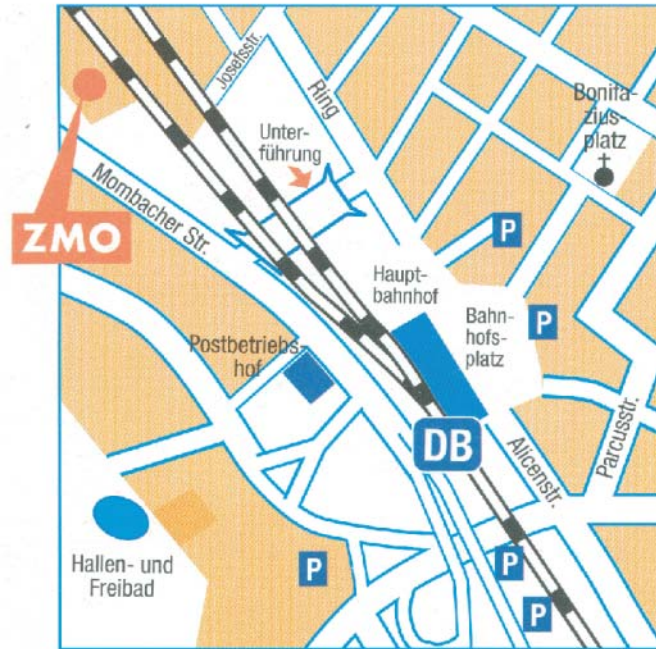 Josefsstr.
Ring
Bonifa-
zius-
platz
Unter-
führung
ZMO
Mombacher Str.
P
Haupt-
bahnhof
Bahn-
hofs-
platz
P
Postbetriebs-
hof
DB
Alicenstr.
Parcusstr.
Hallen- und
Freibad
P
P
P